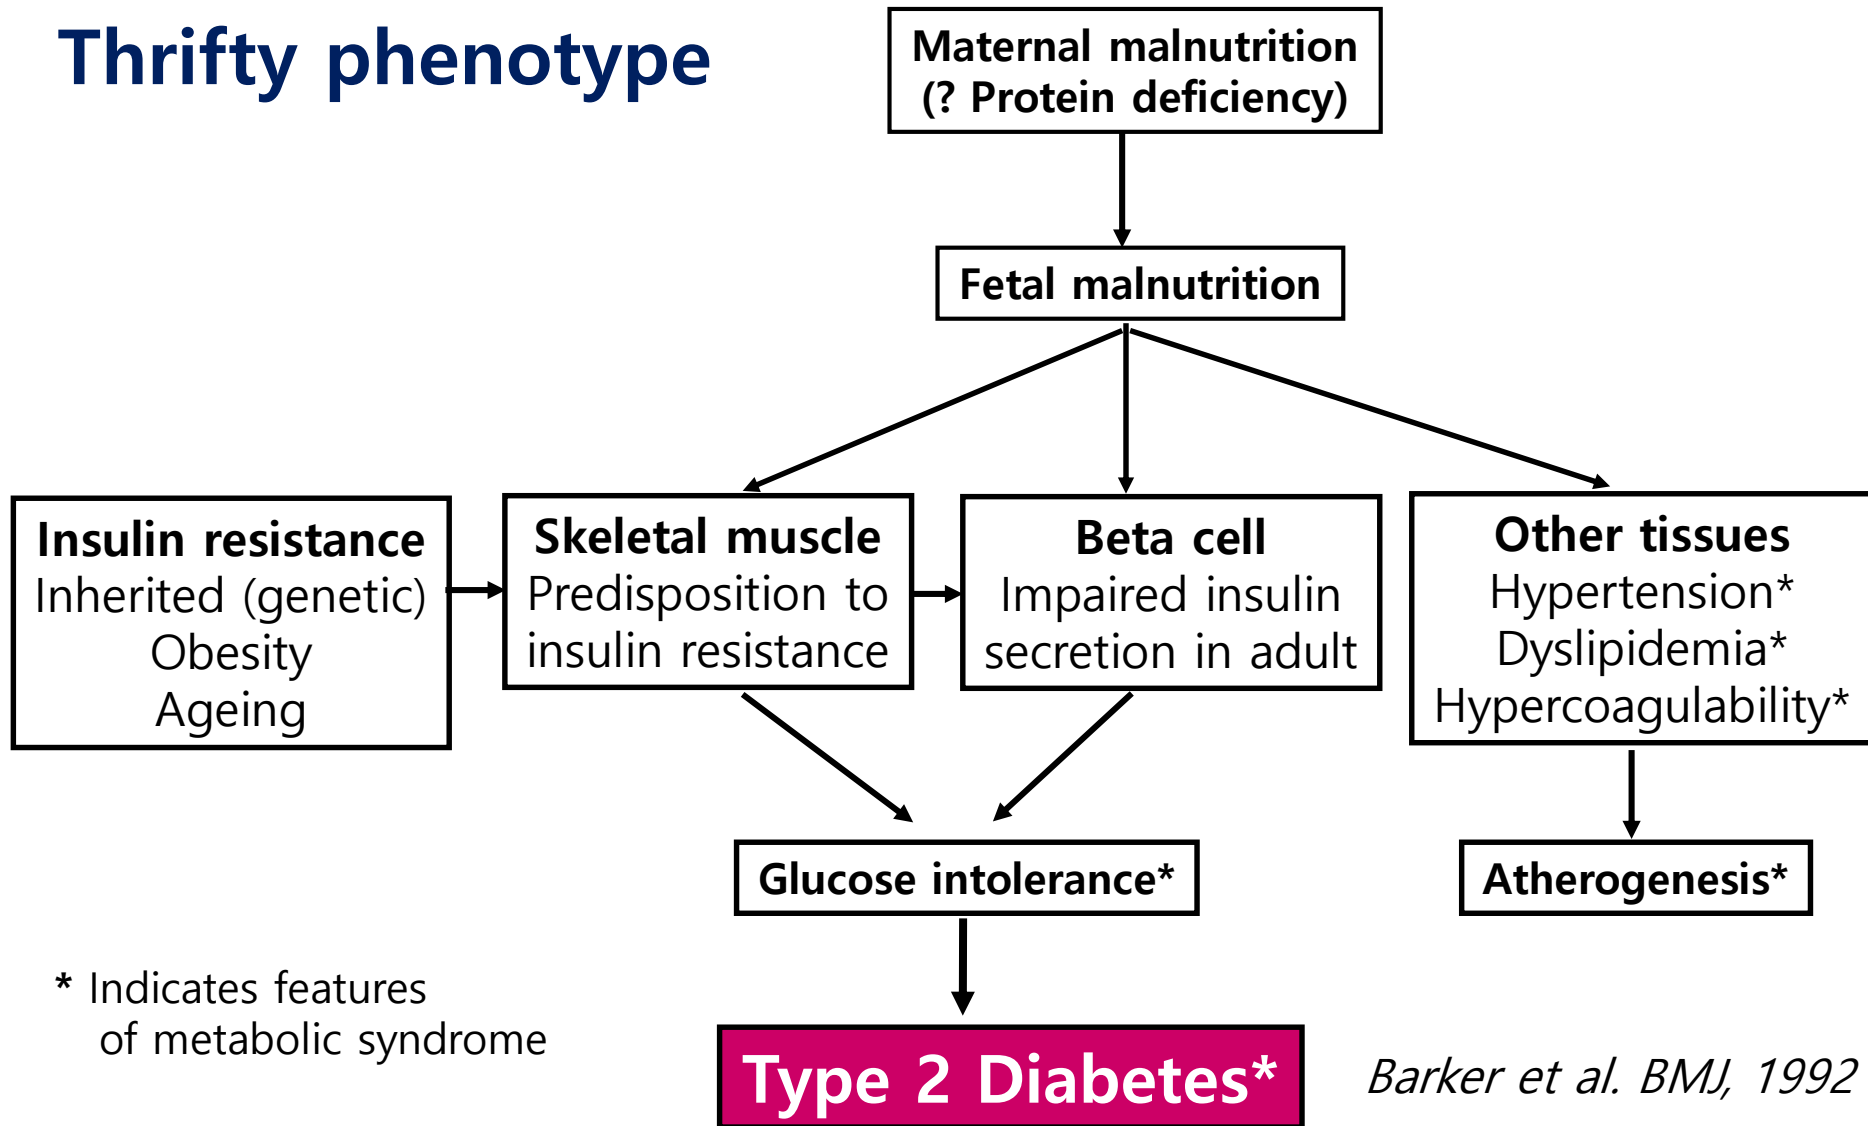 Thrifty phenotype
Maternal malnutrition
(? Protein deficiency)
Fetal malnutrition
Insulin resistance
Inherited (genetic)
Obesity
Ageing
Skeletal muscle
Predisposition to
insulin resistance
Beta cell
Impaired insulin
secretion in adult
Other tissues
Hypertension*
Dyslipidemia*
Hypercoagulability*
Glucose intolerance*
Atherogenesis*
* Indicates features
of metabolic syndrome
Type 2 Diabetes*
Barker et al. BMJ, 1992